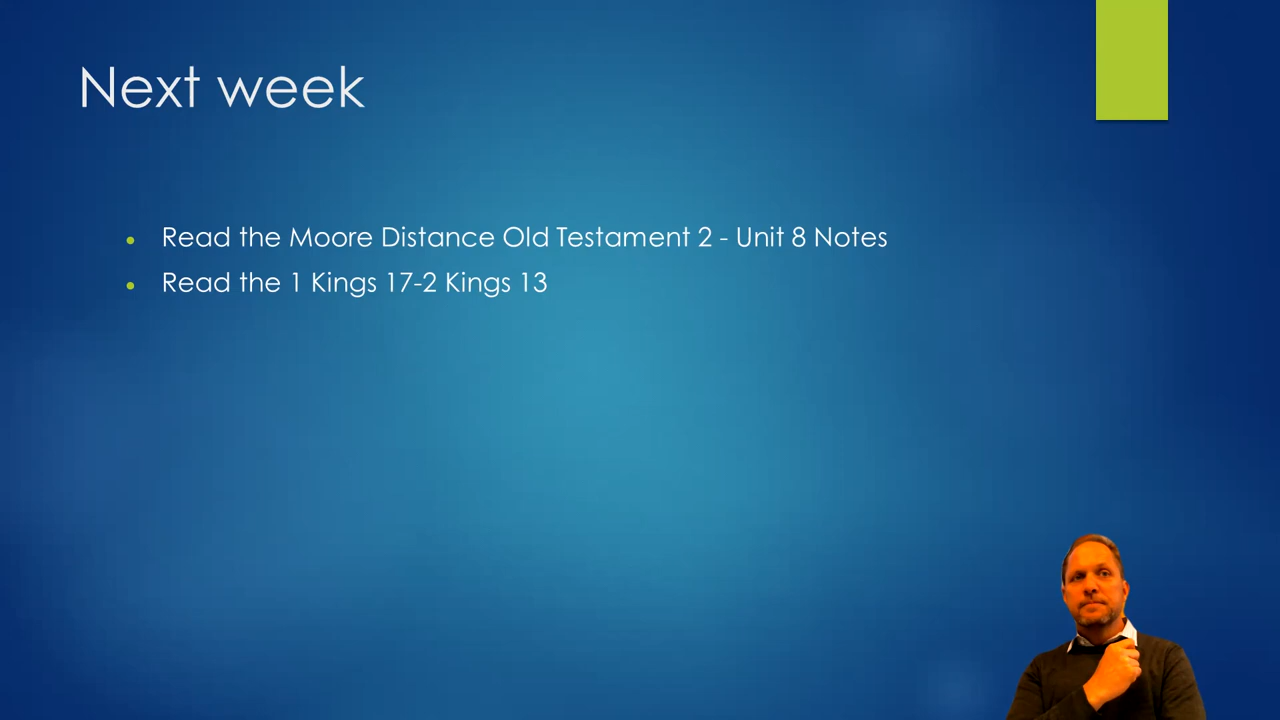 Next week
Read the Moore Distance Old Testament 2 - Unit 8 Notes
Read the 1 Kings 17-2 Kings 13